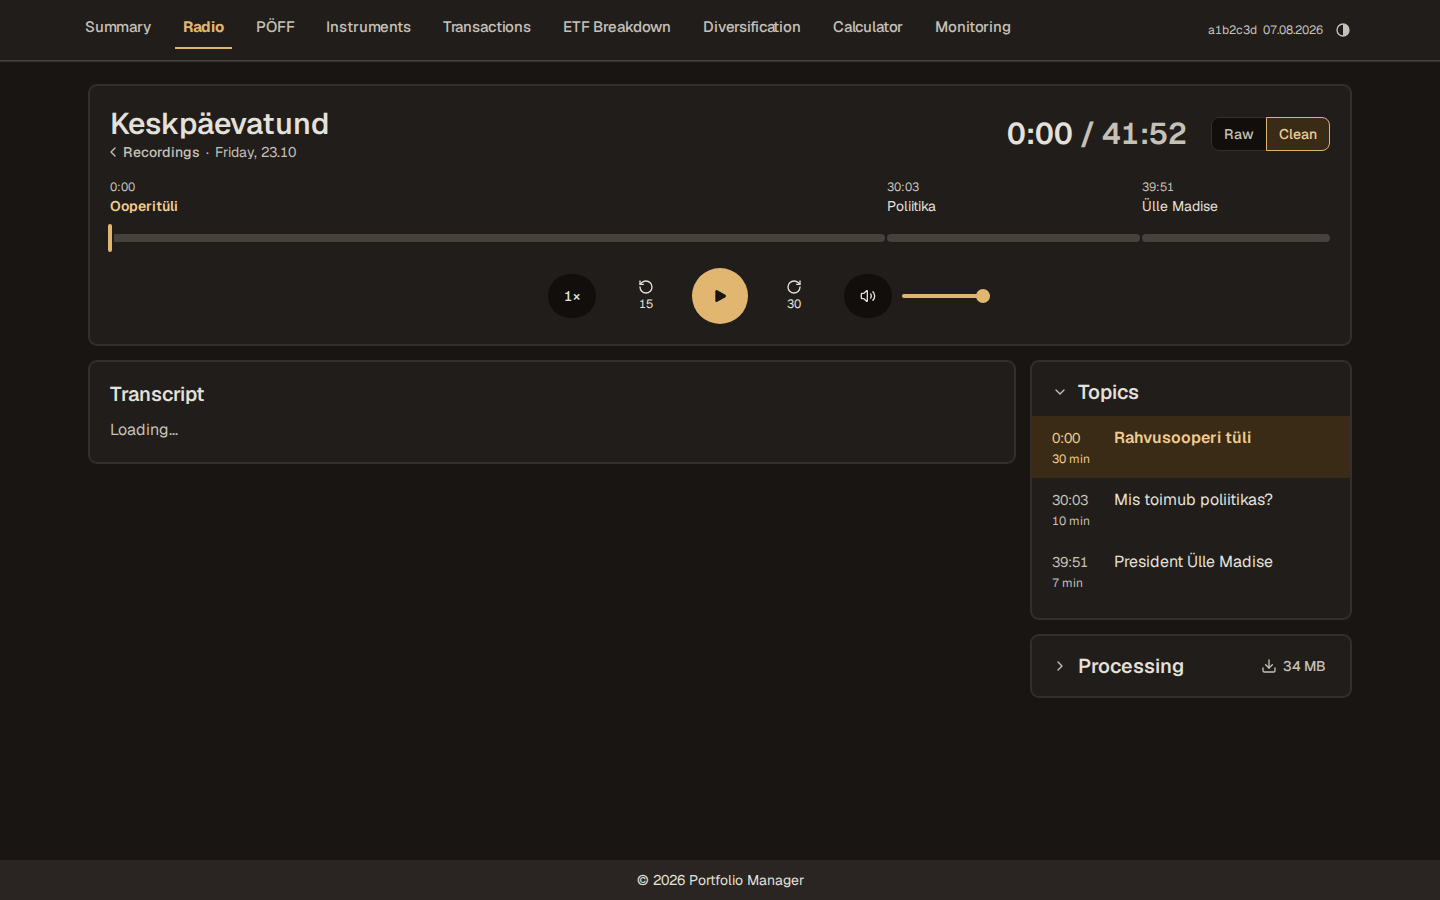 Summary Radio PÖFF Instruments Transactions ETF Breakdown Diversification Calculator Monitoring a1b2c3d 07.08.2026
Keskpäevatund
Recordings · Friday, 23.10
0:00 / 41:52 Raw Clean
0:00 30:03 39:51
Ooperitüli Poliitika Ülle Madise
1× 15 30
Transcript
Loading...
Topics
0:00 Rahvusooperi tüli
30 min
30:03 Mis toimub poliitikas?
10 min
39:51 President Ülle Madise
7 min
Processing 34 MB
© 2026 Portfolio Manager